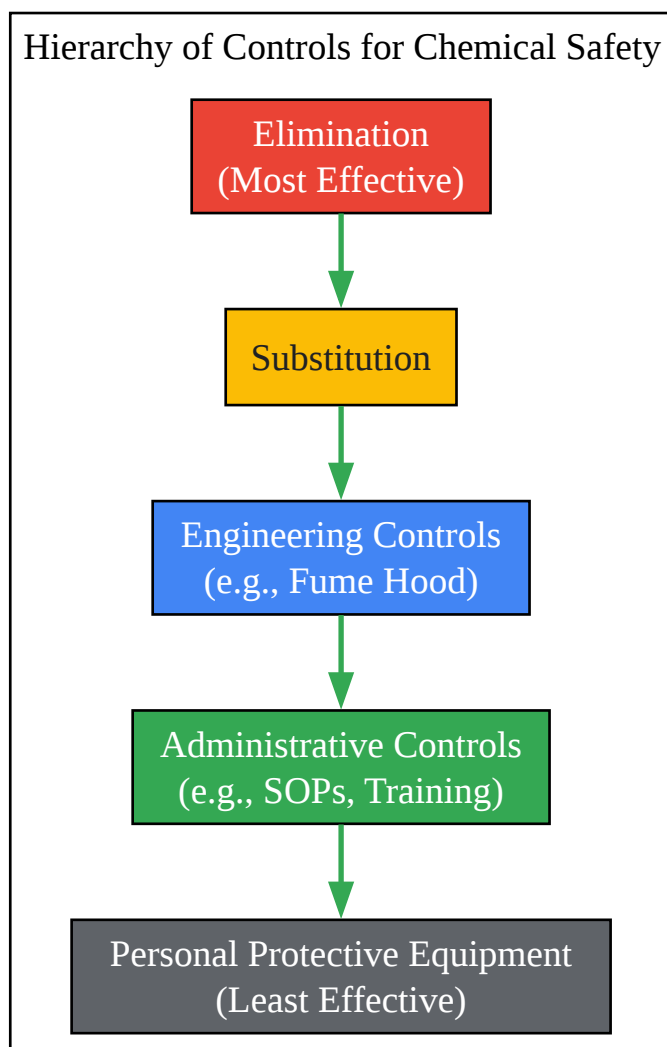 Hierarchy of Controls for Chemical Safety
Elimination
(Most Effective)
Substitution
Engineering Controls
(e.g., Fume Hood)
Administrative Controls
(e.g., SOPs, Training)
Personal Protective Equipment
(Least Effective)